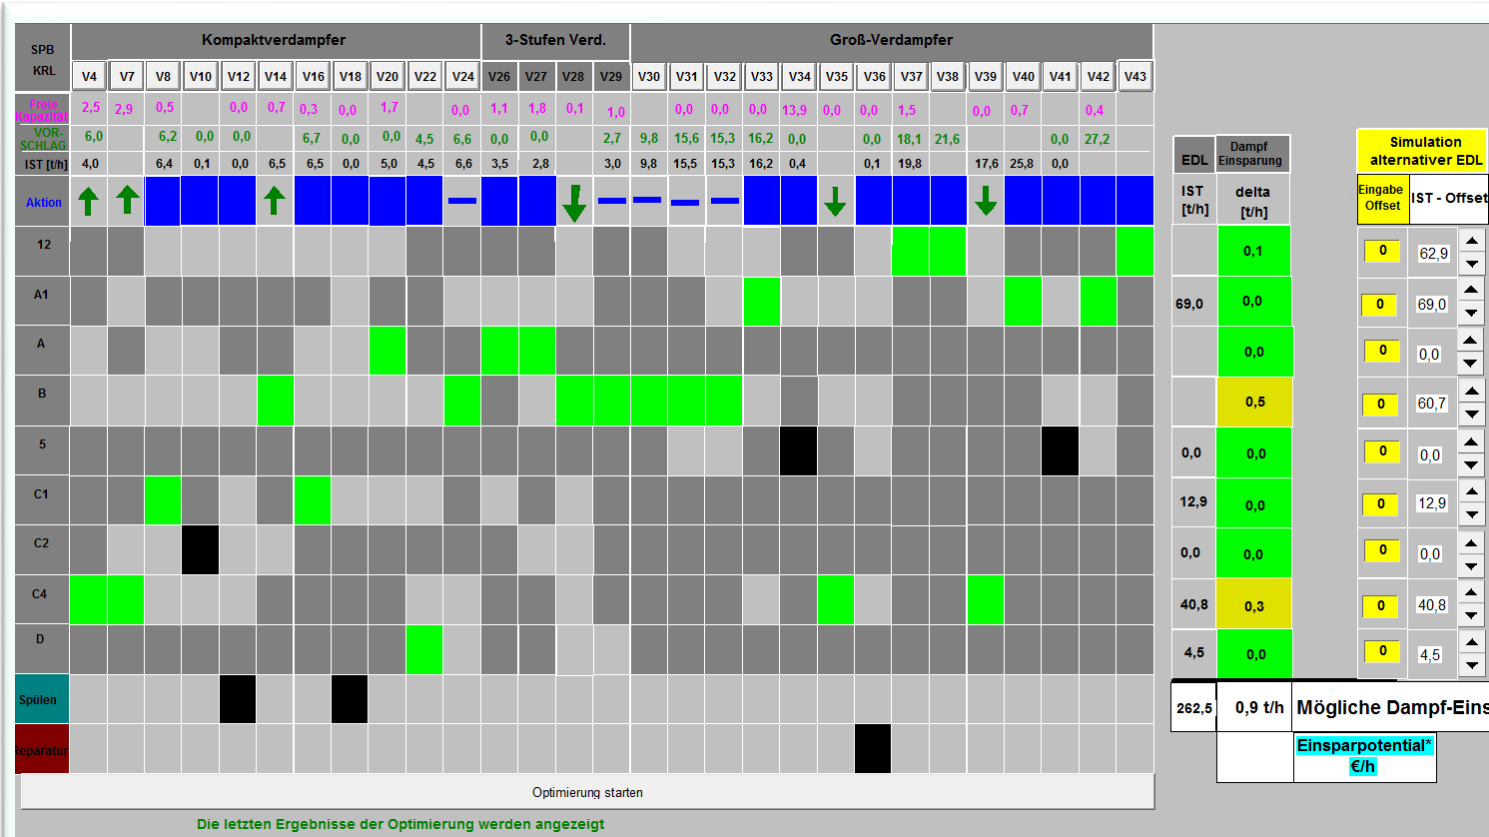 SPB
KRL
Kompaktverdampfer 3-Stufen Verd. Groß-Verdampfer
V4 V7 V8 V10 V12 V14 V16 V18 V20 V22 V24 V26 V27 V28 V29 V30 V31 V32 V33 V34 V35 V36 V37 V38 V39 V40 V41 V42 V43
Freie
Kapazität
2,5 2,9 0,5 0,0 0,7 0,3 0,0 1,7 0,0 1,1 1,8 0,1 1,0 0,0 0,0 0,0 13,9 0,0 0,0 1,5 0,0 0,7 0,4
VOR-
SCHLAG
6,0 6,2 0,0 0,0 6,7 0,0 0,0 4,5 6,6 0,0 0,0 2,7 9,8 15,6 15,3 16,2 0,0 0,0 18,1 21,6 0,0 27,2
IST [t/h] 4,0 6,4 0,1 0,0 6,5 6,5 0,0 5,0 4,5 6,6 3,5 2,8 3,0 9,8 15,5 15,3 16,2 0,4 0,1 19,8 17,6 25,8 0,0
Aktion
12
A1
A
B
5
C1
C2
C4
D
Spülen
Reparatur
EDL
Dampf
Einsparung
IST
[t/h]
delta
[t/h]
0,1
69,0 0,0
0,0
0,5
0,0 0,0
12,9 0,0
0,0 0,0
40,8 0,3
4,5 0,0
Simulation
alternativer EDL
Eingabe
Offset
IST - Offset
0 62,9
0 69,0
0 0,0
0 60,7
0 0,0
0 12,9
0 0,0
0 40,8
0 4,5
262,5 0,9 t/h Mögliche Dampf-Eins
Einsparpotential*
€/h
Optimierung starten
Die letzten Ergebnisse der Optimierung werden angezeigt